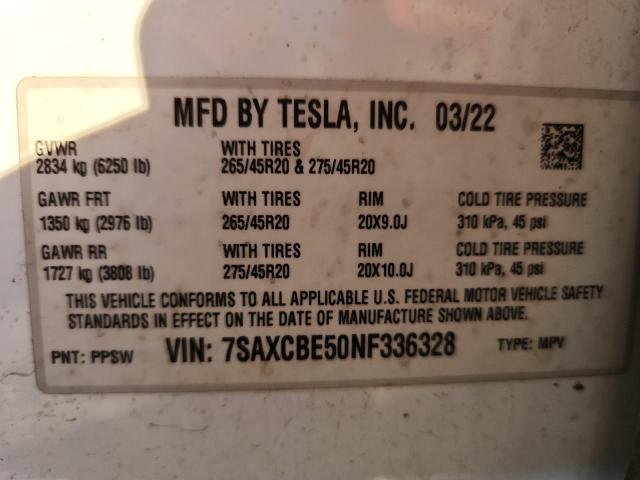 MFD BY TESLA, INC. 03/22
GVWR WITH TIRES
2834 kg (6250 lb) 265/45R20 & 275/45R20
GAWR FRT WITH TIRES RIM COLD TIRE PRESSURE
1350 kg (2976 lb) 265/45R20 20X9.0J 310 kPa, 45 psi
GAWR RR WITH TIRES RIM COLD TIRE PRESSURE
1727 kg (3808 lb) 275/45R20 20X10.0J 310 kPa, 45 psi
THIS VEHICLE CONFORMS TO ALL APPLICABLE U.S. FEDERAL MOTOR VEHICLE SAFETY
STANDARDS IN EFFECT ON THE DATE OF MANUFACTURE SHOWN ABOVE.
PNT: PPSW VIN: 7SAXCBE50NF336328 TYPE: MPV